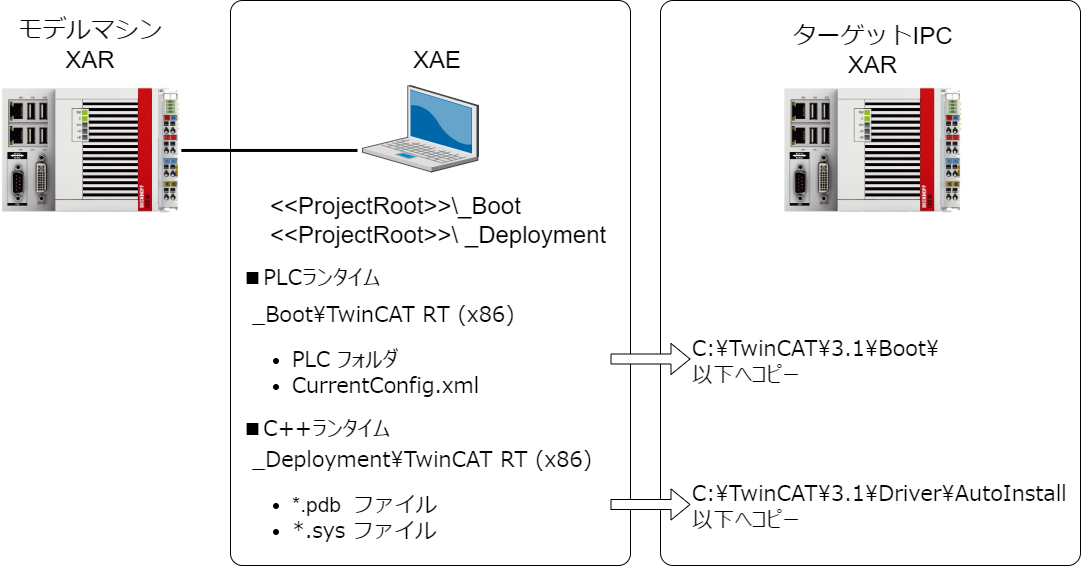 モデルマシン
XAR
XAE
ターゲットIPC
XAR
<<ProjectRoot>>\_Boot
<<ProjectRoot>>\ _Deployment
■PLCランタイム
_Boot¥TwinCAT RT (x86)
• PLC フォルダ
• CurrentConfig.xml
C:¥TwinCAT¥3.1¥Boot¥
以下へコピー
■C++ランタイム
_Deployment¥TwinCAT RT (x86)
• *.pdb ファイル
• *.sys ファイル
C:¥TwinCAT¥3.1¥Driver¥AutoInstall
以下へコピー
BECKHOFF
BECKHOFF